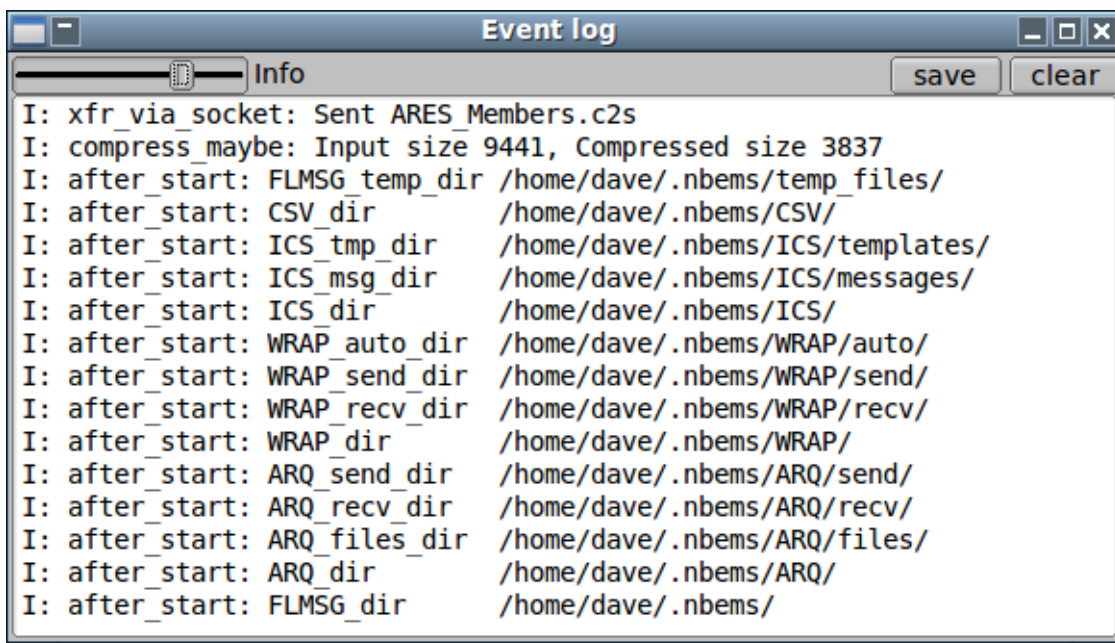 Event log
Info save clear
I: xfr_via_socket: Sent ARES_Members.c2s
I: compress_maybe: Input size 9441, Compressed size 3837
I: after_start: FLMSG_temp_dir /home/dave/.nbems/temp_files/
I: after_start: CSV_dir        /home/dave/.nbems/CSV/
I: after_start: ICS_tmp_dir    /home/dave/.nbems/ICS/templates/
I: after_start: ICS_msg_dir    /home/dave/.nbems/ICS/messages/
I: after_start: ICS_dir        /home/dave/.nbems/ICS/
I: after_start: WRAP_auto_dir  /home/dave/.nbems/WRAP/auto/
I: after_start: WRAP_send_dir  /home/dave/.nbems/WRAP/send/
I: after_start: WRAP_recv_dir  /home/dave/.nbems/WRAP/recv/
I: after_start: WRAP_dir       /home/dave/.nbems/WRAP/
I: after_start: ARQ_send_dir   /home/dave/.nbems/ARQ/send/
I: after_start: ARQ_recv_dir   /home/dave/.nbems/ARQ/recv/
I: after_start: ARQ_files_dir  /home/dave/.nbems/ARQ/files/
I: after_start: ARQ_dir        /home/dave/.nbems/ARQ/
I: after_start: FLMSG_dir      /home/dave/.nbems/